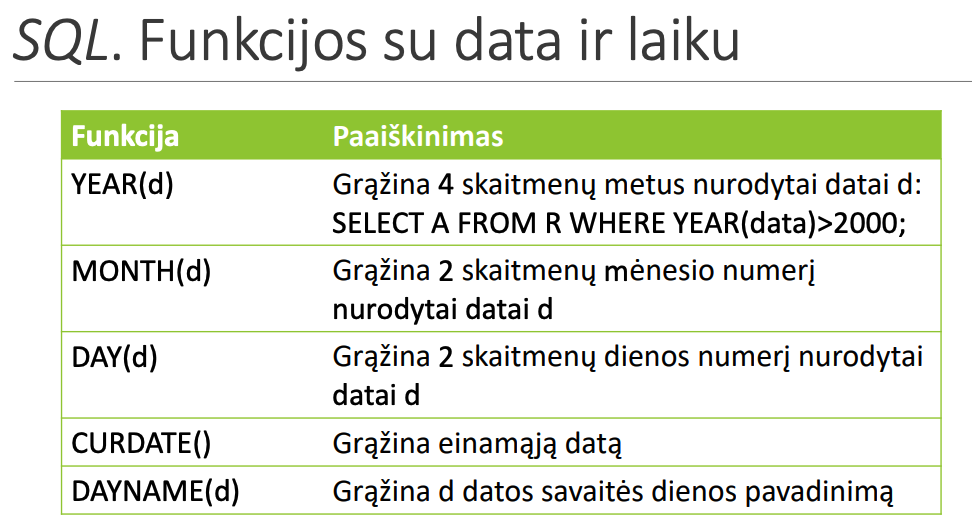 SQL. Funkcijos su data ir laiku
Funkcija Paaiškinimas
YEAR(d) Grąžina 4 skaitmenų metus nurodytai datai d:
SELECT A FROM R WHERE YEAR(data)>2000;
MONTH(d) Grąžina 2 skaitmenų mėnesio numerį
nurodytai datai d
DAY(d) Grąžina 2 skaitmenų dienos numerį nurodytai
datai d
CURDATE() Grąžina einamąją datą
DAYNAME(d) Grąžina d datos savaitės dienos pavadinimą